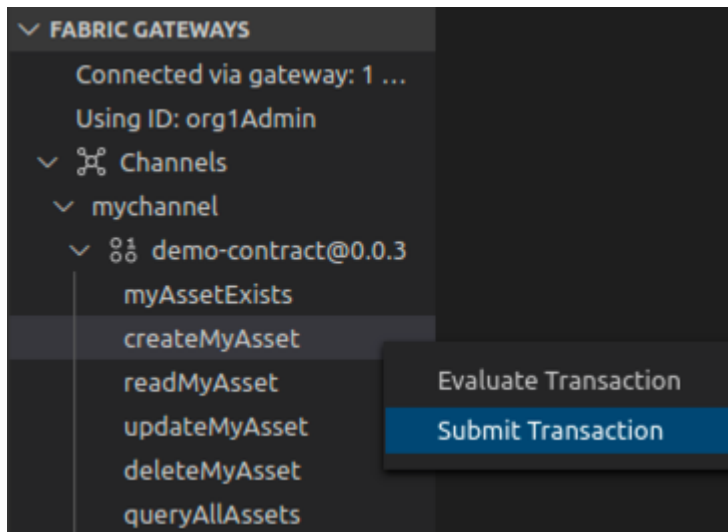 FABRIC GATEWAYS
Connected via gateway: 1 ...
Using ID: org1Admin
Channels
mychannel
demo-contract@0.0.3
myAssetExists
createMyAsset
readMyAsset
Evaluate Transaction
updateMyAsset
Submit Transaction
deleteMyAsset
queryAllAssets